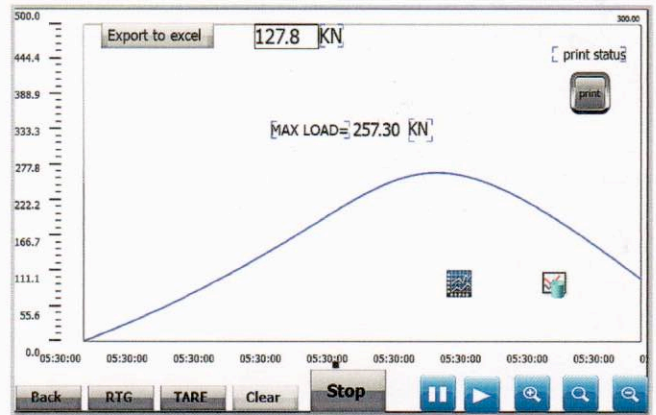 500.0
300.00
Export to excel
127.8 KN
print status
444.4
print
388.9
333.3
MAX LOAD= 257.30 KN
277.8
222.2
166.7
111.1
55.6
0.0
05:30:00 05:30:00 05:30:00 05:30:00 05:30:00 05:30:00 05:30:00 05:30:00
Back RTG TARE Clear Stop